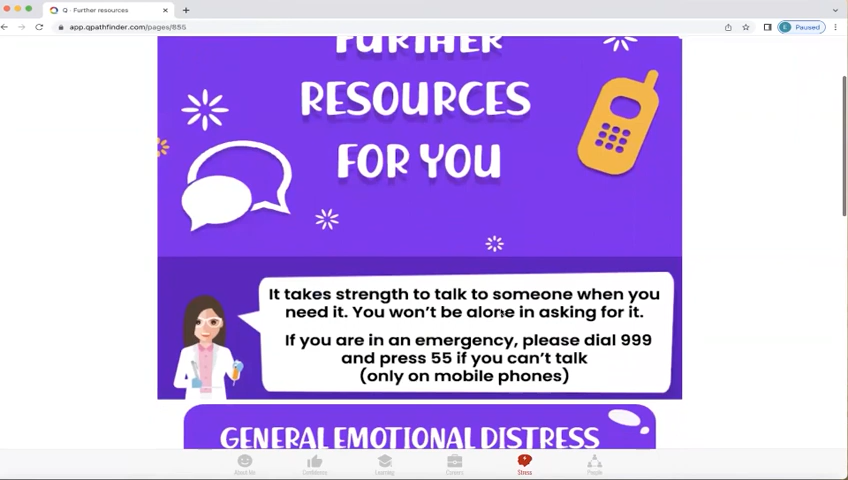 Q · Further resources
app.qpathfinder.com/pages/855
E Paused
FURTHER
RESOURCES
FOR YOU
It takes strength to talk to someone when you
need it. You won't be alone in asking for it.
If you are in an emergency, please dial 999
and press 55 if you can't talk
(only on mobile phones)
GENERAL EMOTIONAL DISTRESS
About Me Confidence Learning Careers Stress People